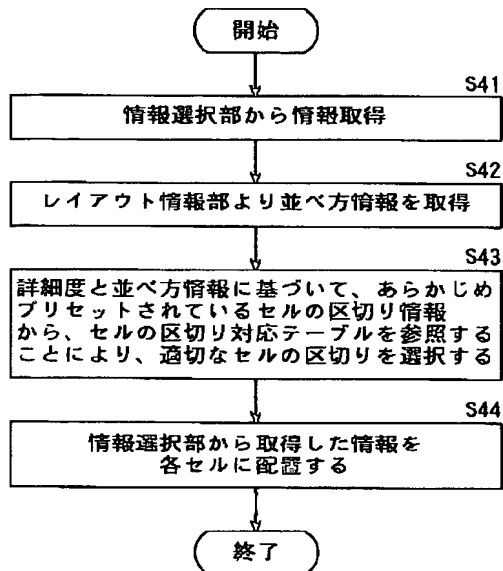 開始
S41
情報選択部から情報取得
S42
レイアウト情報部より並べ方情報を取得
S43
詳細度と並べ方情報に基づいて、あらかじめ
プリセットされているセルの区切り情報
から、セルの区切り対応テーブルを参照する
ことにより、適切なセルの区切りを選択する
S44
情報選択部から取得した情報を
各セルに配置する
終了